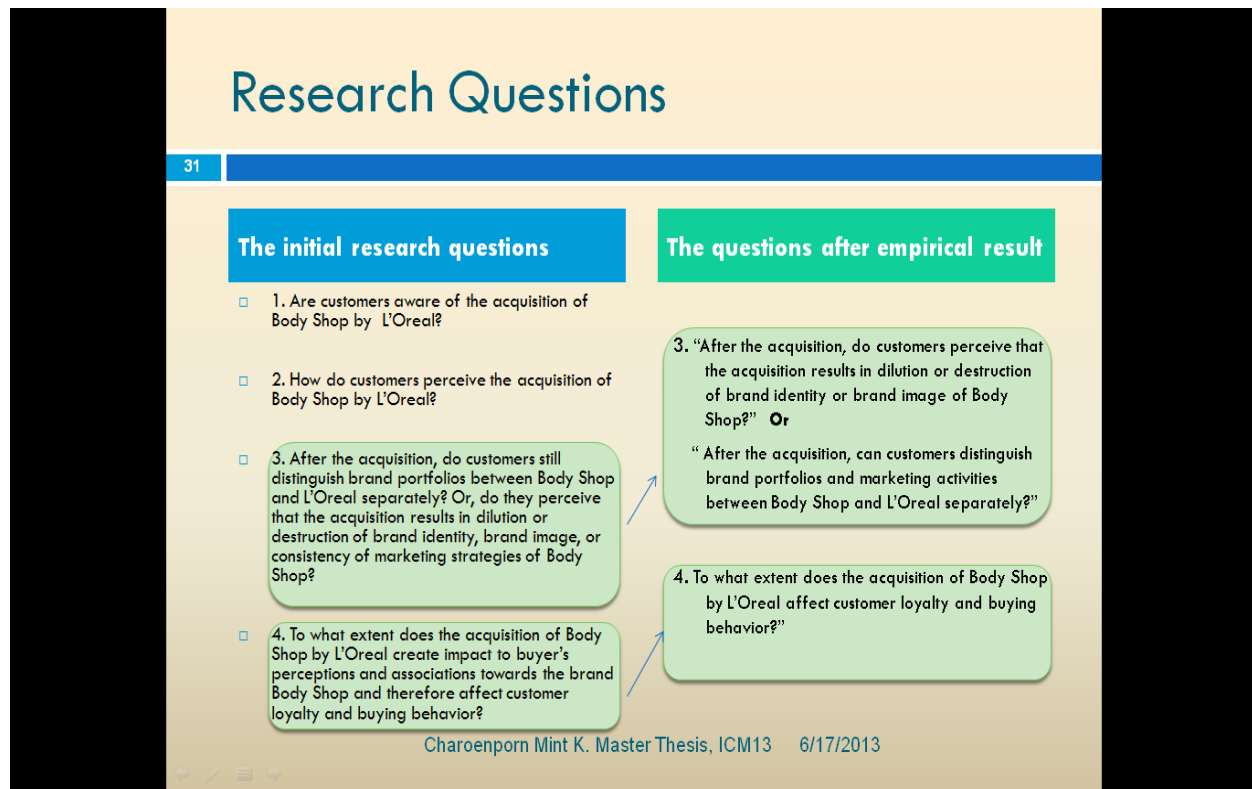 Research Questions
31
The initial research questions
1. Are customers aware of the acquisition of
Body Shop by L'Oreal?
2. How do customers perceive the acquisition of
Body Shop by L'Oreal?
3. After the acquisition, do customers still
distinguish brand portfolios between Body Shop
and L'Oreal separately? Or, do they perceive
that the acquisition results in dilution or
destruction of brand identity, brand image, or
consistency of marketing strategies of Body
Shop?
4. To what extent does the acquisition of Body
Shop by L'Oreal create impact to buyer's
perceptions and associations towards the brand
Body Shop and therefore affect customer
loyalty and buying behavior?
The questions after empirical result
3. "After the acquisition, do customers perceive that
the acquisition results in dilution or destruction
of brand identity or brand image of Body
Shop?" Or
" After the acquisition, can customers distinguish
brand portfolios and marketing activities
between Body Shop and L'Oreal separately?"
4. To what extent does the acquisition of Body Shop
by L'Oreal affect customer loyalty and buying
behavior?"
Charoenporn Mint K. Master Thesis, ICM13 6/17/2013